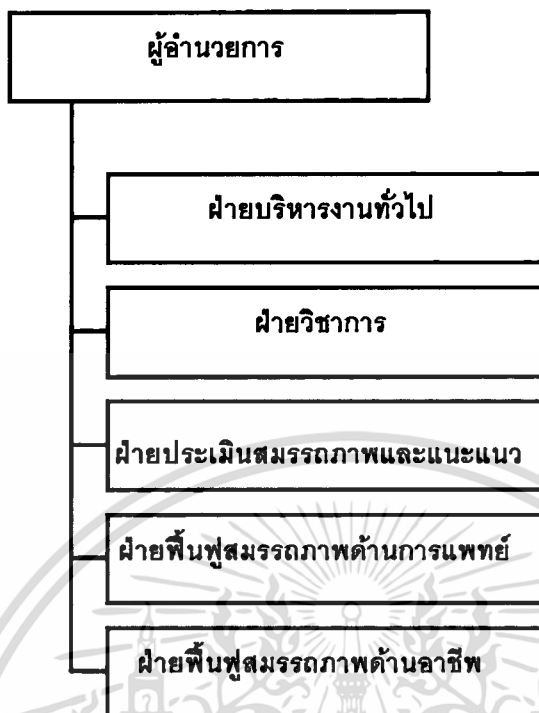 ผู้อำนวยการ
ฝ่ายบริหารงานทั่วไป
ฝ่ายวิชาการ
ฝ่ายประเมินสมรรถภาพและแนะแนว
ฝ่ายฟื้นฟูสมรรถภาพด้านการแพทย์
ฝ่ายฟื้นฟูสมรรถภาพด้านอาชีพ